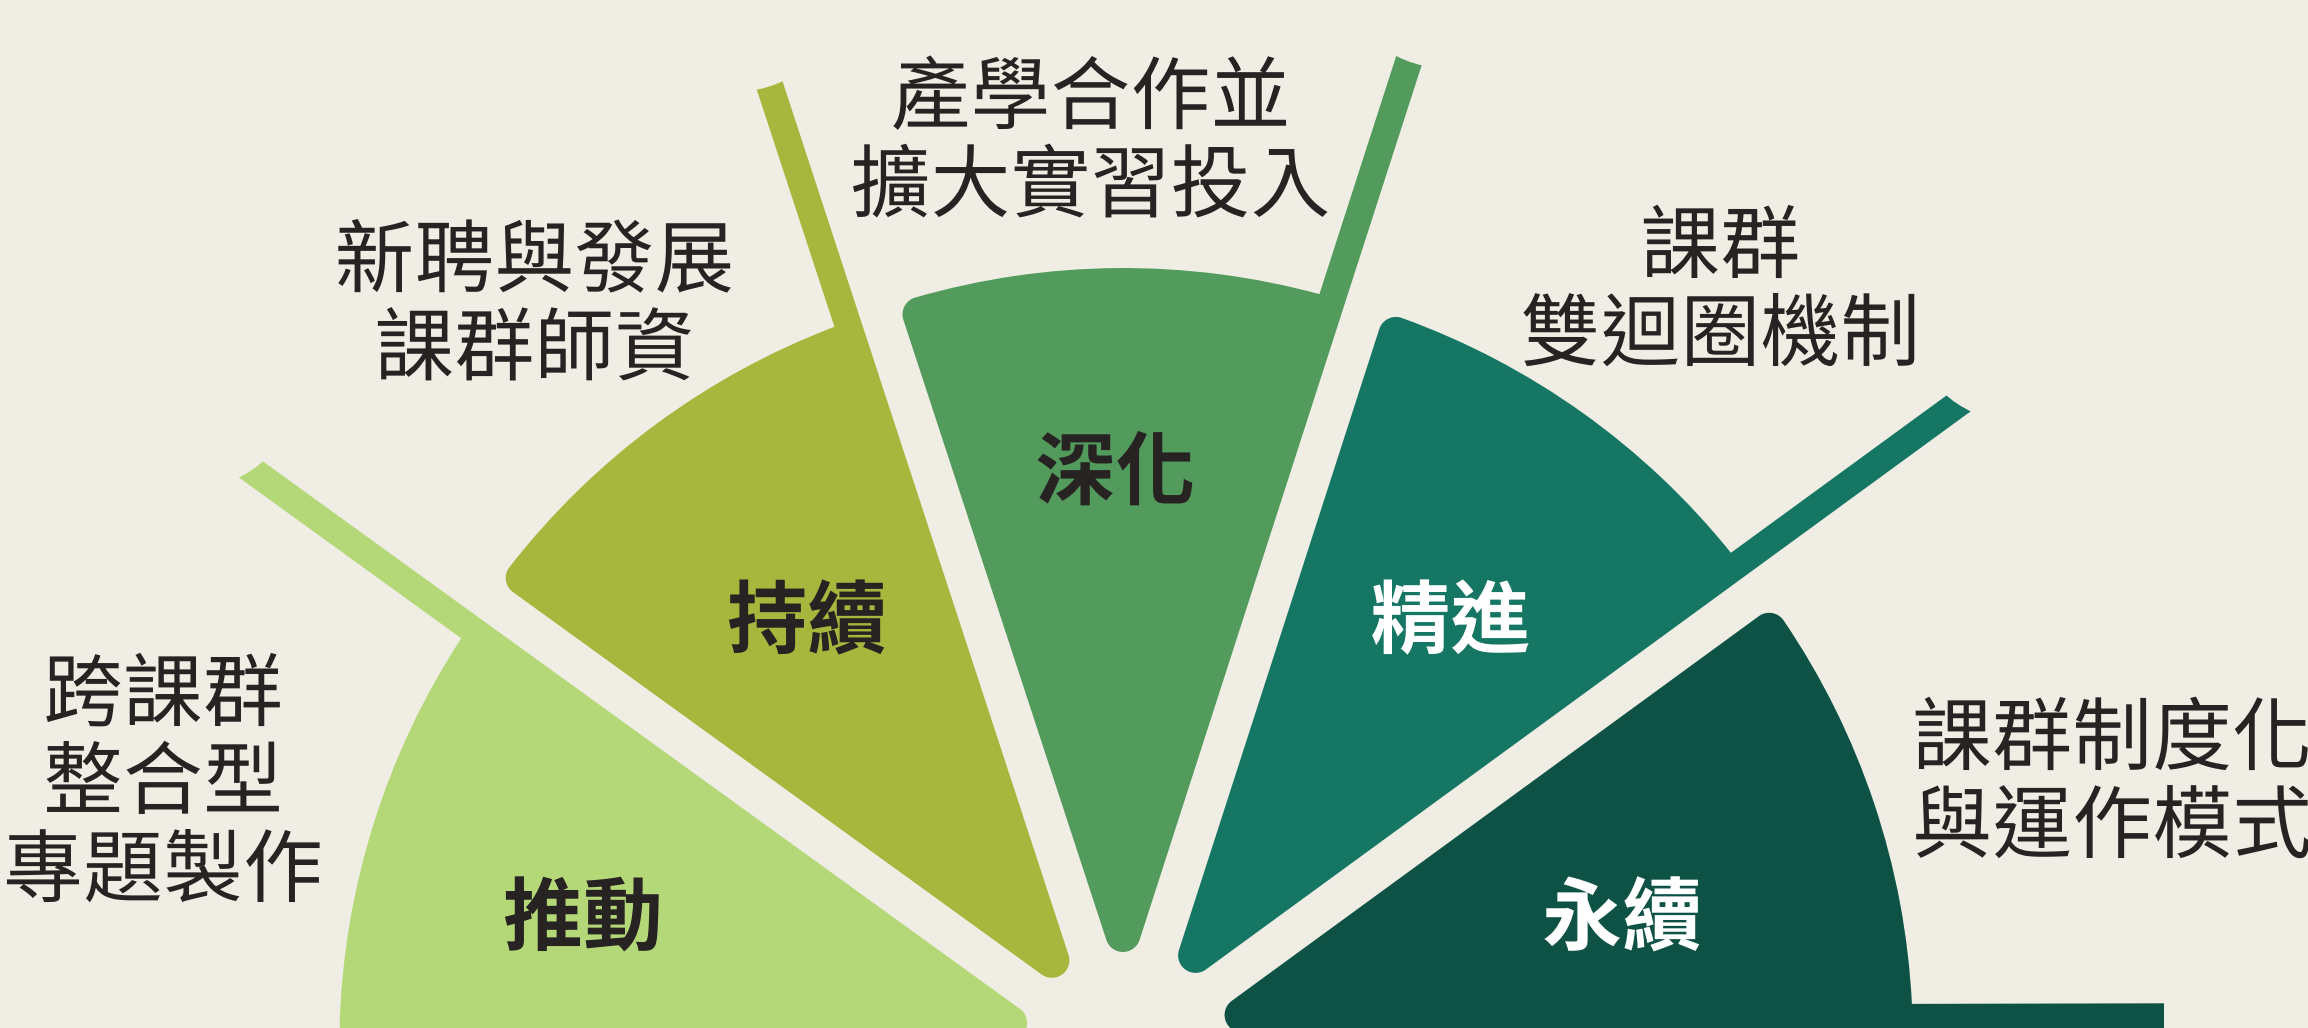 跨課群
整合型
專題製作
推動
新聘與發展
課群師資
持續
產學合作並
擴大實習投入
深化
課群
雙迴圈機制
精進
課群制度化
與運作模式
永續